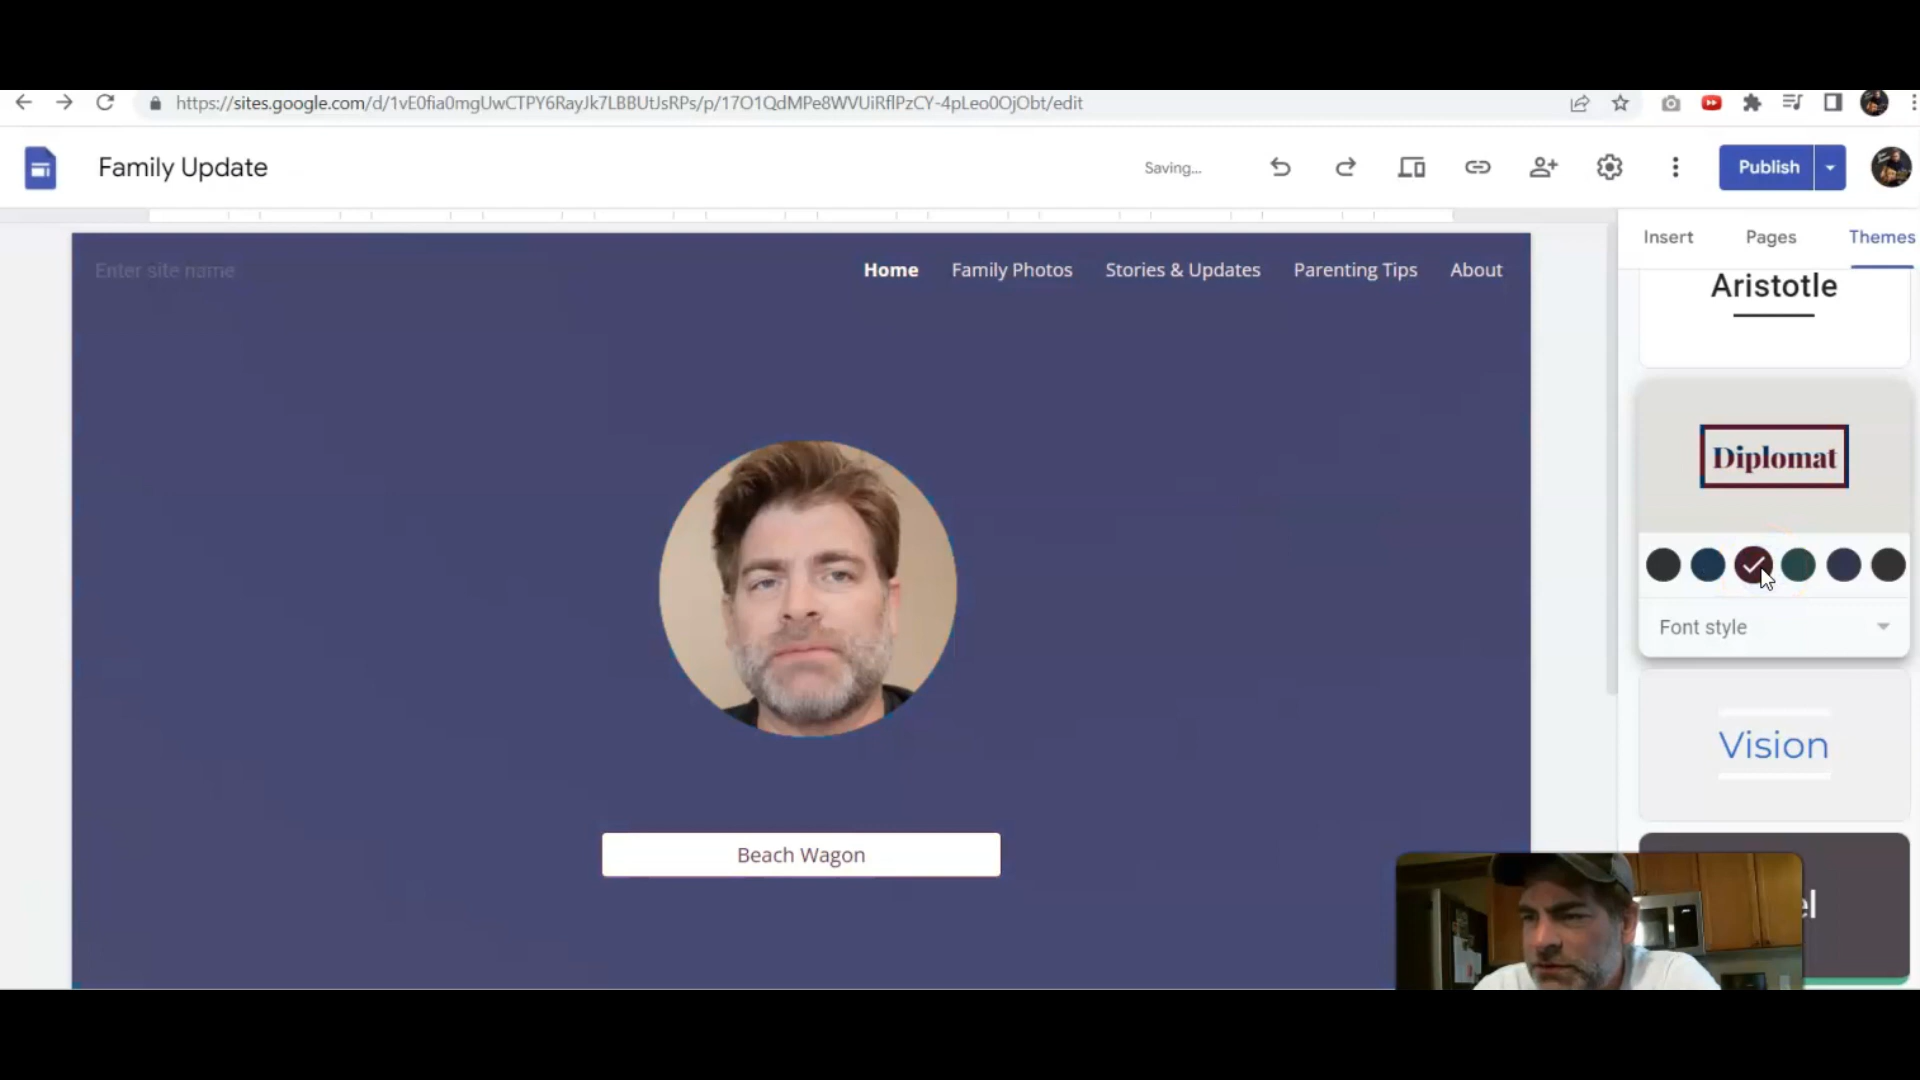 https://sites.google.com/d/1vE0fia0mgUwCTPY6RayJk7LBBUtJsRPs/p/17O1QdMPe8WVUiRflPzCY-4pLeo0OjObt/edit
Family Update
Saving...
Publish
Insert Pages Themes
Enter site name
Home Family Photos Stories & Updates Parenting Tips About
Aristotle
Diplomat
Font style
Vision
Beach Wagon